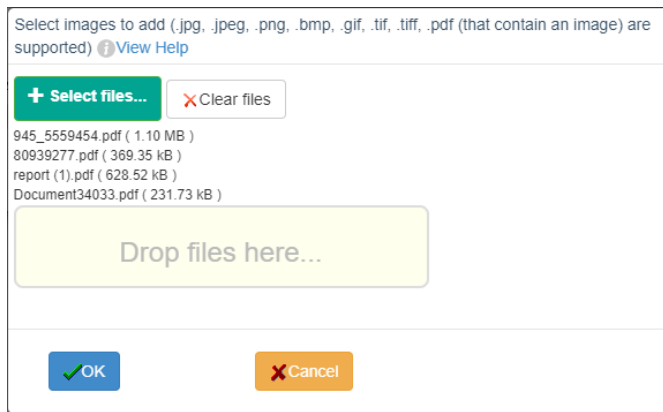 Select images to add (.jpg, .jpeg, .png, .bmp, .gif, .tif, .tiff, .pdf (that contain an image) are
supported) View Help
Select files...
Clear files
945_5559454.pdf ( 1.10 MB )
80939277.pdf ( 369.35 kB )
report (1).pdf ( 628.52 kB )
Document34033.pdf ( 231.73 kB )
Drop files here...
OK
Cancel